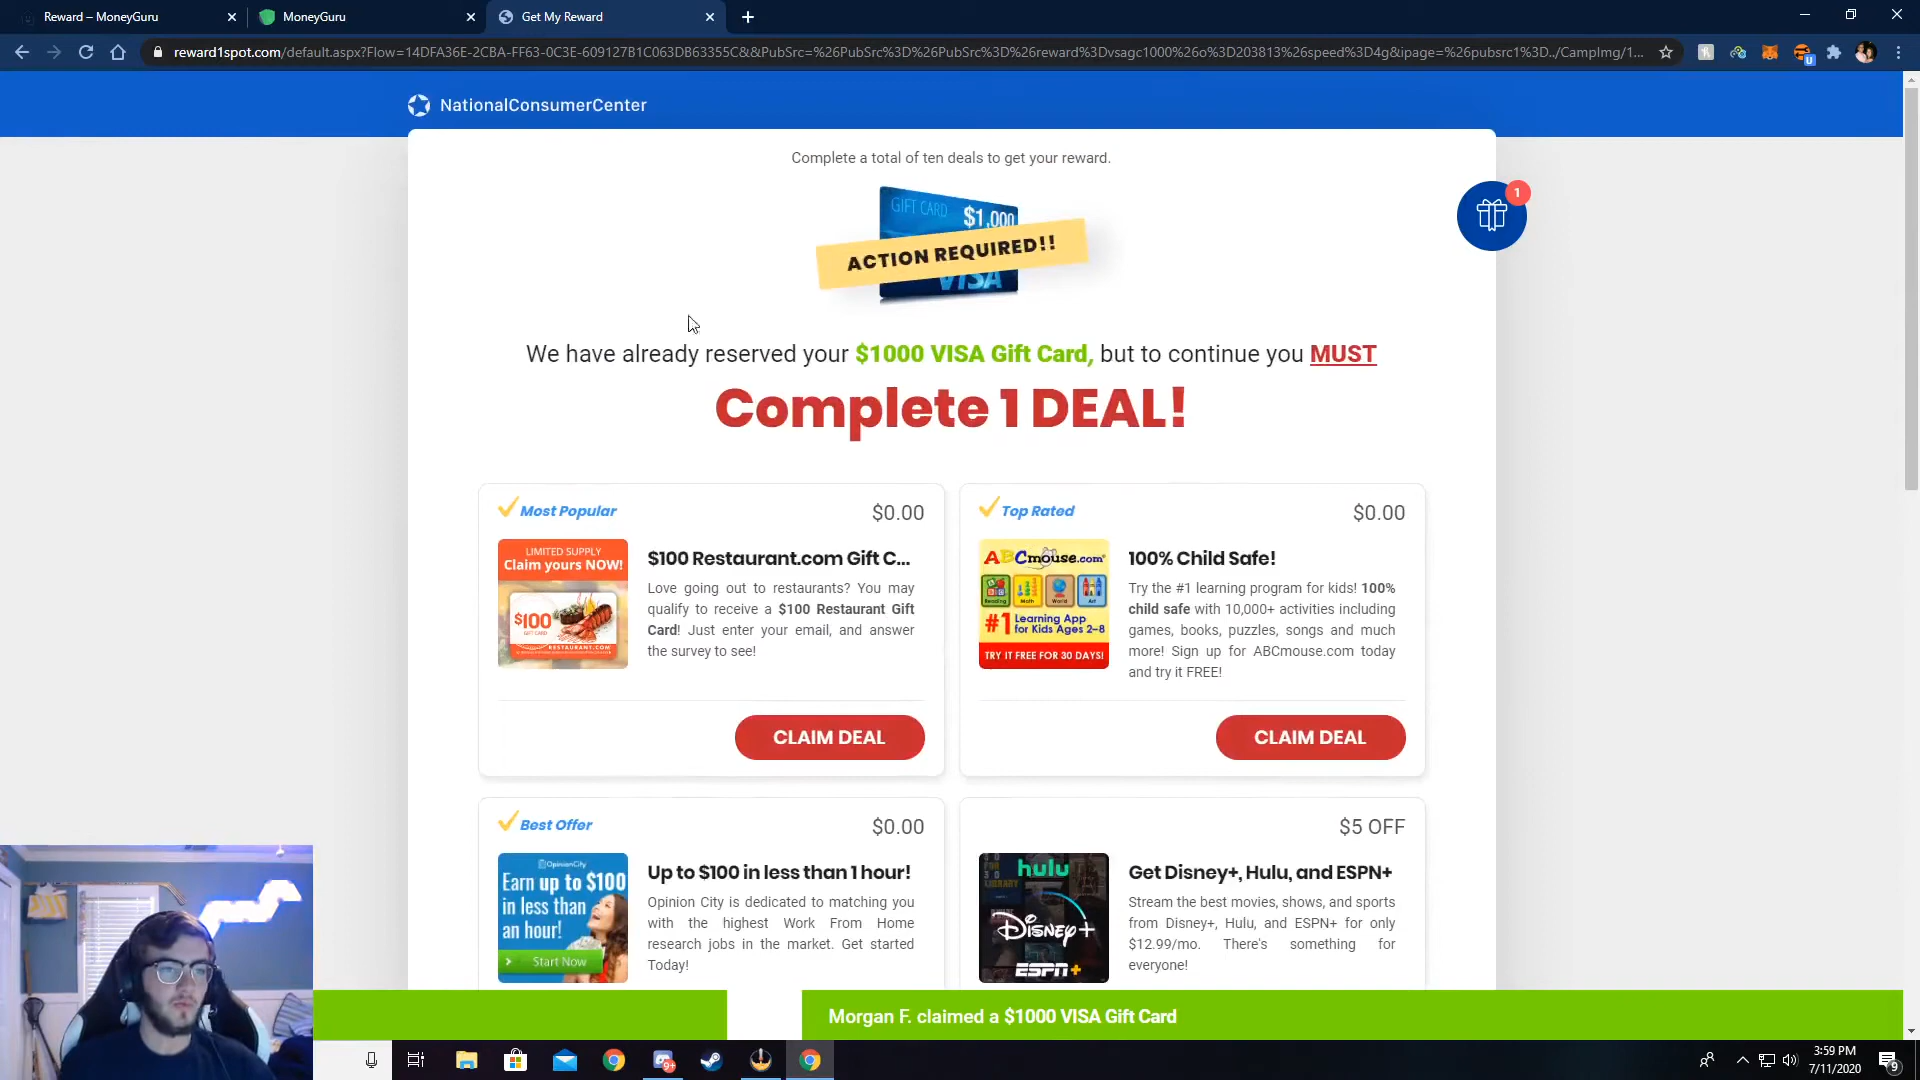 Reward – MoneyGuru
MoneyGuru
Get My Reward
reward1spot.com/default.aspx?Flow=14DFA36E-2CBA-FF63-0C3E-609127B1C063DB63355C&&PubSrc=%26PubSrc%3D%26PubSrc%3D%26reward%3Dvsagc1000%26o%3D203813%26speed%3D4g&ipage=%26pubsrc1%3D../CampImg/1...
U
NationalConsumerCenter
Complete a total of ten deals to get your reward.
1
GIFT CARD $1,000
ACTION REQUIRED!!
VISA
We have already reserved your $1000 VISA Gift Card, but to continue you MUST
Complete 1 DEAL!
Most Popular
$0.00
LIMITED SUPPLY
Claim yours NOW!
$100
GIFT CARD
RESTAURANT.COM
$100 Restaurant.com Gift C...
Love going out to restaurants? You may
qualify to receive a $100 Restaurant Gift
Card! Just enter your email, and answer
the survey to see!
CLAIM DEAL
Top Rated
$0.00
ABCmouse.com
Reading
Math
World
Art
#1 Learning App
for Kids Ages 2-8
TRY IT FREE FOR 30 DAYS!
100% Child Safe!
Try the #1 learning program for kids! 100%
child safe with 10,000+ activities including
games, books, puzzles, songs and much
more! Sign up for ABCmouse.com today
and try it FREE!
CLAIM DEAL
Best Offer
$0.00
OpinionCity
Earn up to $100
in less than
an hour!
Start Now
Up to $100 in less than 1 hour!
Opinion City is dedicated to matching you
with the highest Work From Home
research jobs in the market. Get started
Today!
$5 OFF
hulu
Disney+
ESPN+
Get Disney+, Hulu, and ESPN+
Stream the best movies, shows, and sports
from Disney+, Hulu, and ESPN+ for only
$12.99/mo. There's something for
everyone!
Morgan F. claimed a $1000 VISA Gift Card
9+
3:59 PM
7/11/2020
9